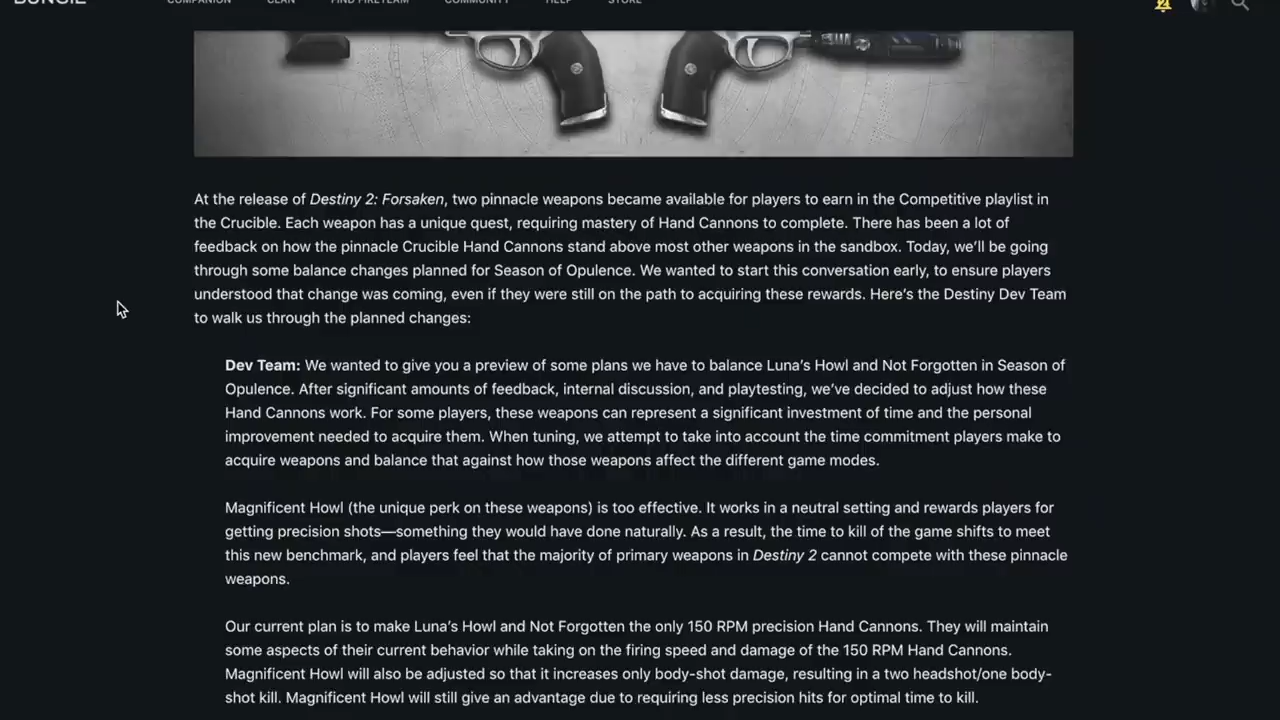 BUNGIE COMPANION CLAN FIND FIRETEAM COMMUNITY HELP STORE
At the release of Destiny 2: Forsaken, two pinnacle weapons became available for players to earn in the Competitive playlist in
the Crucible. Each weapon has a unique quest, requiring mastery of Hand Cannons to complete. There has been a lot of
feedback on how the pinnacle Crucible Hand Cannons stand above most other weapons in the sandbox. Today, we’ll be going
through some balance changes planned for Season of Opulence. We wanted to start this conversation early, to ensure players
understood that change was coming, even if they were still on the path to acquiring these rewards. Here’s the Destiny Dev Team
to walk us through the planned changes:
Dev Team: We wanted to give you a preview of some plans we have to balance Luna’s Howl and Not Forgotten in Season of
Opulence. After significant amounts of feedback, internal discussion, and playtesting, we’ve decided to adjust how these
Hand Cannons work. For some players, these weapons can represent a significant investment of time and the personal
improvement needed to acquire them. When tuning, we attempt to take into account the time commitment players make to
acquire weapons and balance that against how those weapons affect the different game modes.
Magnificent Howl (the unique perk on these weapons) is too effective. It works in a neutral setting and rewards players for
getting precision shots—something they would have done naturally. As a result, the time to kill of the game shifts to meet
this new benchmark, and players feel that the majority of primary weapons in Destiny 2 cannot compete with these pinnacle
weapons.
Our current plan is to make Luna’s Howl and Not Forgotten the only 150 RPM precision Hand Cannons. They will maintain
some aspects of their current behavior while taking on the firing speed and damage of the 150 RPM Hand Cannons.
Magnificent Howl will also be adjusted so that it increases only body-shot damage, resulting in a two headshot/one body-
shot kill. Magnificent Howl will still give an advantage due to requiring less precision hits for optimal time to kill.